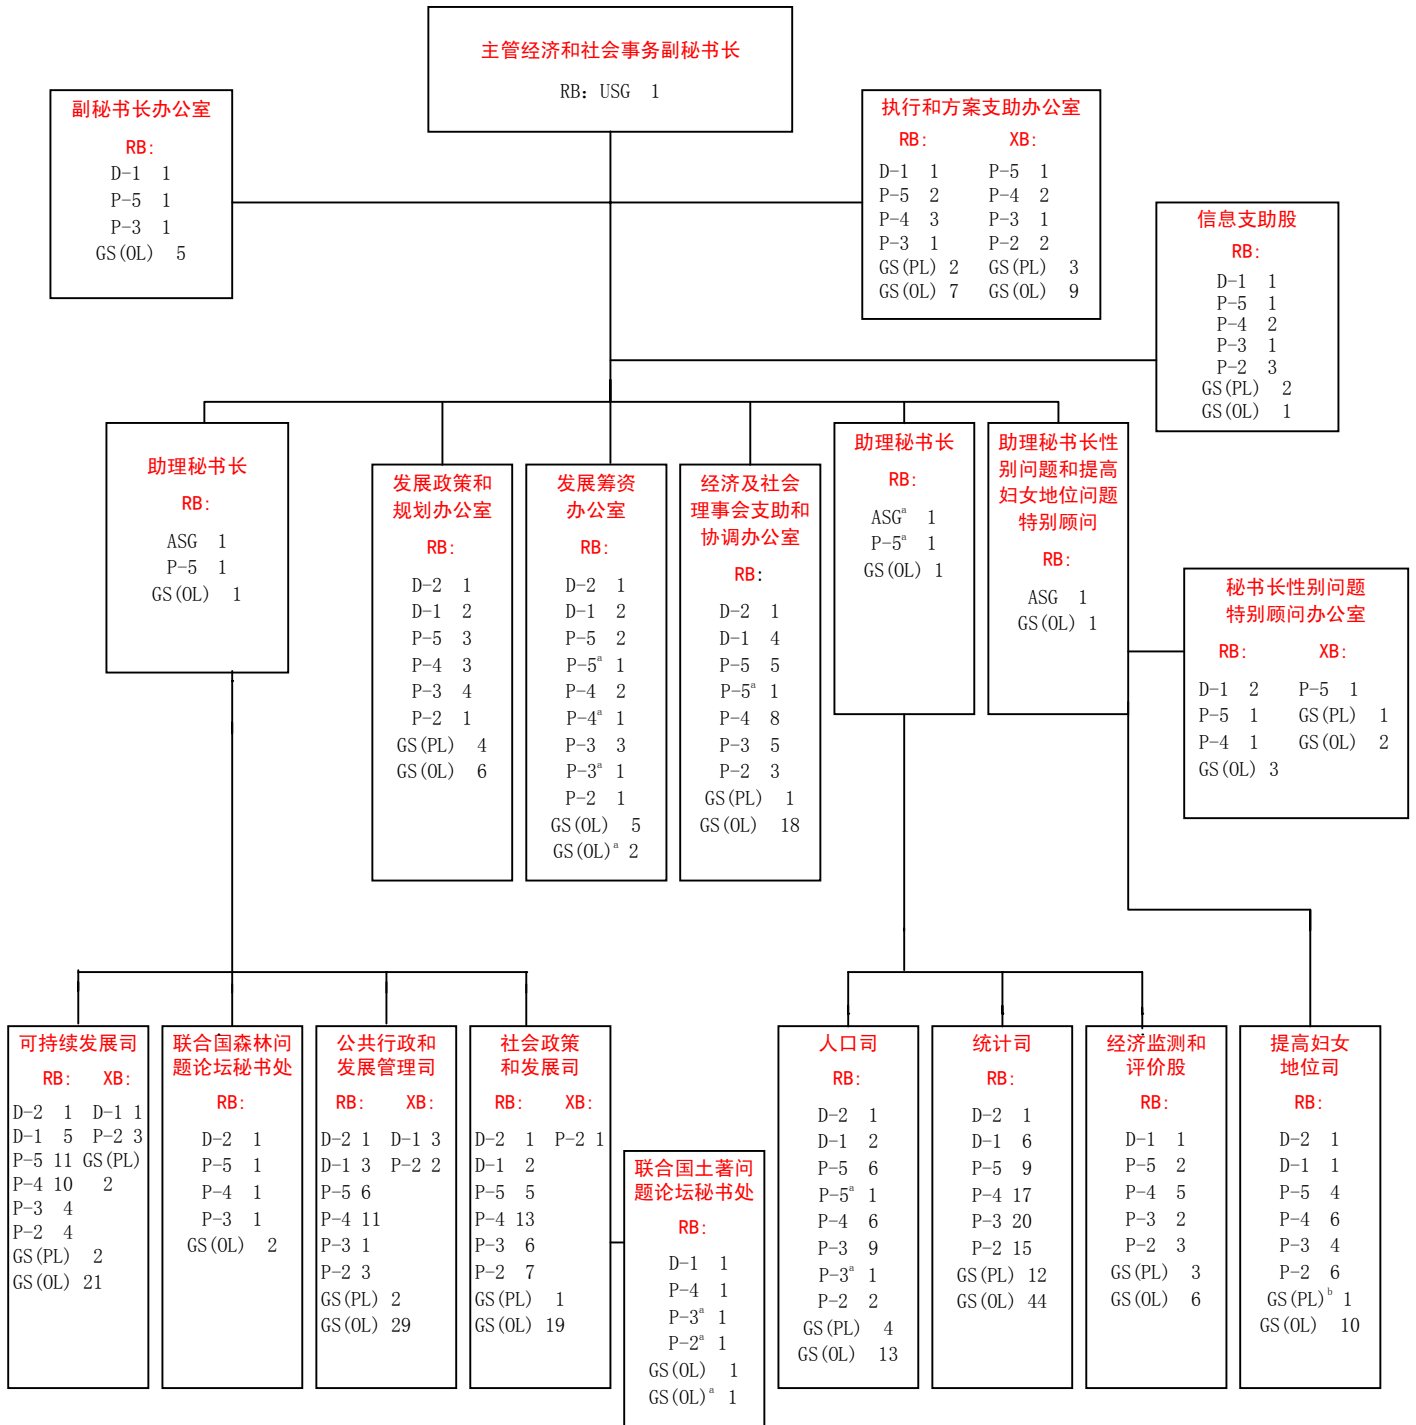 主管经济和社会事务副秘书长
RB: USG 1
副秘书长办公室
RB:
D-1 1
P-5 1
P-3 1
GS(OL) 5
执行和方案支助办公室
RB: XB:
D-1 1 P-5 1
P-5 2 P-4 2
P-4 3 P-3 1
P-3 1 P-2 2
GS(PL) 2 GS(PL) 3
GS(OL) 7 GS(OL) 9
信息支助股
RB:
D-1 1
P-5 1
P-4 2
P-3 1
P-2 3
GS(PL) 2
GS(OL) 1
助理秘书长
RB:
ASG 1
P-5 1
GS(OL) 1
发展政策和
规划办公室
RB:
D-2 1
D-1 2
P-5 3
P-4 3
P-3 4
P-2 1
GS(PL) 4
GS(OL) 6
发展筹资
办公室
RB:
D-2 1
D-1 2
P-5 2
P-5ᵃ 1
P-4 2
P-4ᵃ 1
P-3 3
P-3ᵃ 1
P-2 1
GS(OL) 5
GS(OL)ᵃ 2
经济及社会
理事会支助和
协调办公室
RB:
D-2 1
D-1 4
P-5 5
P-5ᵃ 1
P-4 8
P-3 5
P-2 3
GS(PL) 1
GS(OL) 18
助理秘书长
RB:
ASGᵃ 1
P-5ᵃ 1
GS(OL) 1
助理秘书长性
别问题和提高
妇女地位问题
特别顾问
RB:
ASG 1
GS(OL) 1
秘书长性别问题
特别顾问办公室
RB: XB:
D-1 2 P-5 1
P-5 1 GS(PL) 1
P-4 1 GS(OL) 2
GS(OL) 3
可持续发展司
RB: XB:
D-2 1 D-1 1
D-1 5 P-2 3
P-5 11 GS(PL)
P-4 10 2
P-3 4
P-2 4
GS(PL) 2
GS(OL) 21
联合国森林问
题论坛秘书处
RB:
D-2 1
P-5 1
P-4 1
P-3 1
GS(OL) 2
公共行政和
发展管理司
RB: XB:
D-2 1 D-1 3
D-1 3 P-2 2
P-5 6
P-4 11
P-3 1
P-2 3
GS(PL) 2
GS(OL) 29
社会政策
和发展司
RB: XB:
D-2 1 P-2 1
D-1 2
P-5 5
P-4 13
P-3 6
P-2 7
GS(PL) 1
GS(OL) 19
联合国土著问
题论坛秘书处
RB:
D-1 1
P-4 1
P-3ᵃ 1
P-2ᵃ 1
GS(OL) 1
GS(OL)ᵃ 1
人口司
RB:
D-2 1
D-1 2
P-5 6
P-5ᵃ 1
P-4 6
P-3 9
P-3ᵃ 1
P-2 2
GS(PL) 4
GS(OL) 13
统计司
RB:
D-2 1
D-1 6
P-5 9
P-4 17
P-3 20
P-2 15
GS(PL) 12
GS(OL) 44
经济监测和
评价股
RB:
D-1 1
P-5 2
P-4 5
P-3 2
P-2 3
GS(PL) 3
GS(OL) 6
提高妇女
地位司
RB:
D-2 1
D-1 1
P-5 4
P-4 6
P-3 4
P-2 6
GS(PL)ᵇ 1
GS(OL) 10